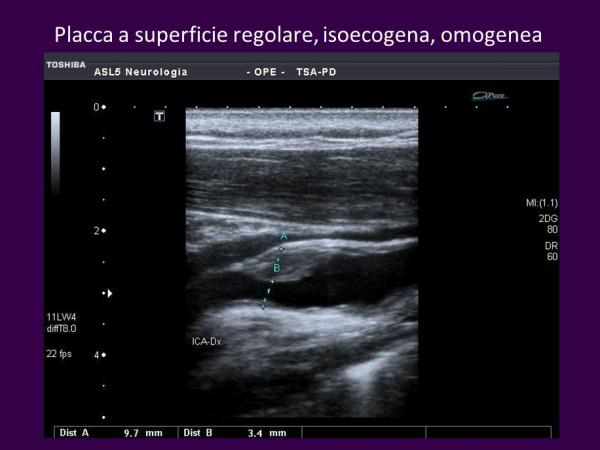 Placca a superficie regolare, isoecogena, omogenea
TOSHIBA
ASL5 Neurologia - OPE - TSA-PD
T
aPure
0
MI:(1.1)
2DG
80
DR
60
2
A
B
11LW4
diffT8.0
22 fps
ICA-Dx
4
Dist A 9.7 mm Dist B 3.4 mm